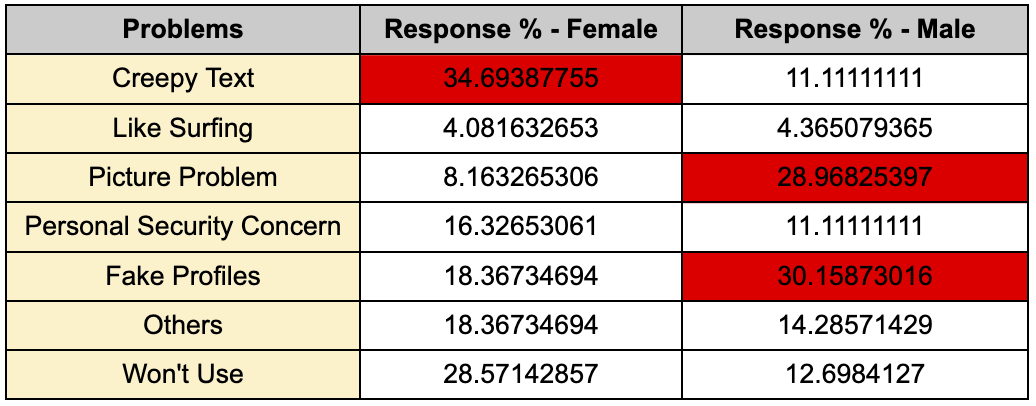 Problems Response % - Female Response % - Male
Creepy Text 34.69387755 11.11111111
Like Surfing 4.081632653 4.365079365
Picture Problem 8.163265306 28.96825397
Personal Security Concern 16.32653061 11.11111111
Fake Profiles 18.36734694 30.15873016
Others 18.36734694 14.28571429
Won't Use 28.57142857 12.6984127